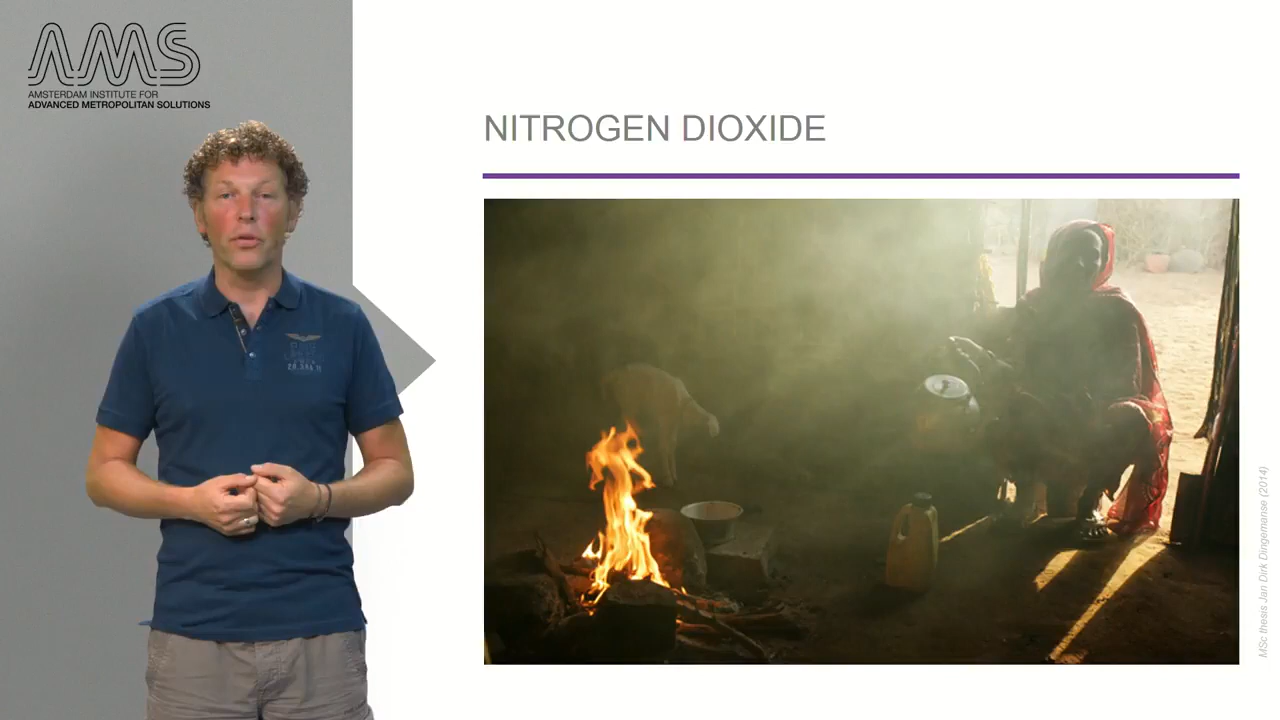 AMS
AMSTERDAM INSTITUTE FOR
ADVANCED METROPOLITAN SOLUTIONS
NITROGEN DIOXIDE
MSc thesis Jan Dirk Dingemanse (2014)